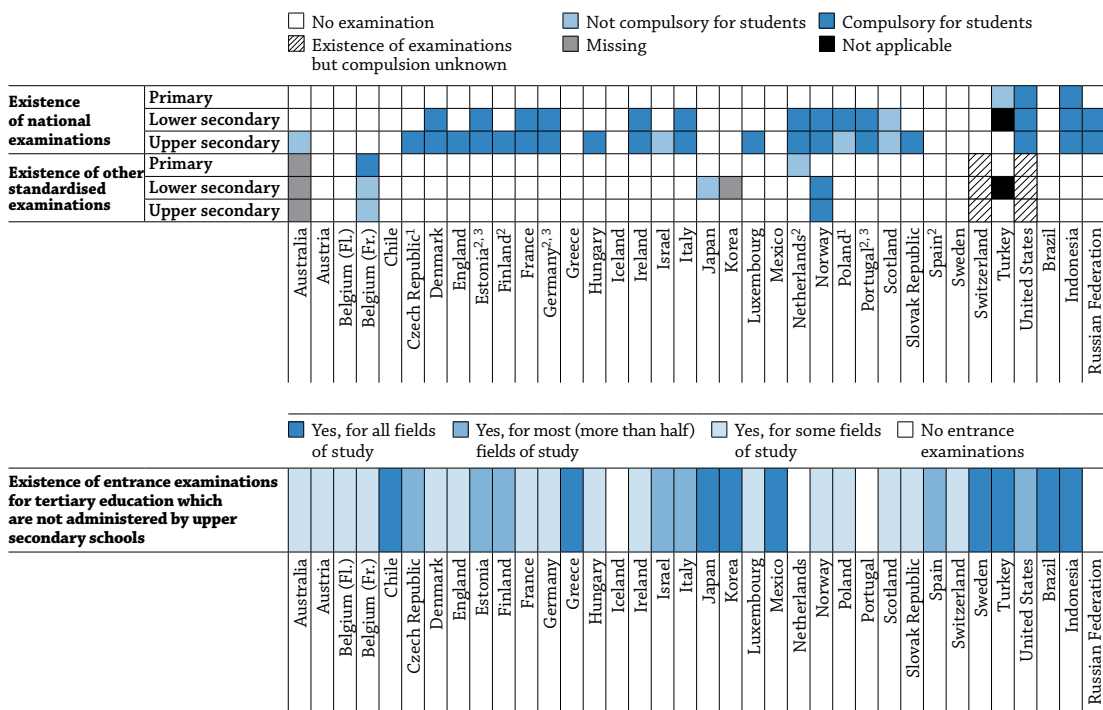 No examination
Not compulsory for students
Compulsory for students
Existence of examinations
but compulsion unknown
Missing
Not applicable
Existence
of national
examinations
Primary
Lower secondary
Upper secondary
Existence of other
standardised
examinations
Primary
Lower secondary
Upper secondary
Australia
Austria
Belgium (Fl.)
Belgium (Fr.)
Chile
Czech Republic¹
Denmark
England
Estonia²,³
Finland²
France
Germany²,³
Greece
Hungary
Iceland
Ireland
Israel
Italy
Japan
Korea
Luxembourg
Mexico
Netherlands²
Norway
Poland¹
Portugal²,³
Scotland
Slovak Republic
Spain²
Sweden
Switzerland
Turkey
United States
Brazil
Indonesia
Russian Federation
Yes, for all fields
of study
Yes, for most (more than half)
fields of study
Yes, for some fields
of study
No entrance
examinations
Existence of entrance examinations
for tertiary education which
are not administered by upper
secondary schools
Australia
Austria
Belgium (Fl.)
Belgium (Fr.)
Chile
Czech Republic
Denmark
England
Estonia
Finland
France
Germany
Greece
Hungary
Iceland
Ireland
Israel
Italy
Japan
Korea
Luxembourg
Mexico
Netherlands
Norway
Poland
Portugal
Scotland
Slovak Republic
Spain
Switzerland
Sweden
Turkey
United States
Brazil
Indonesia
Russian Federation